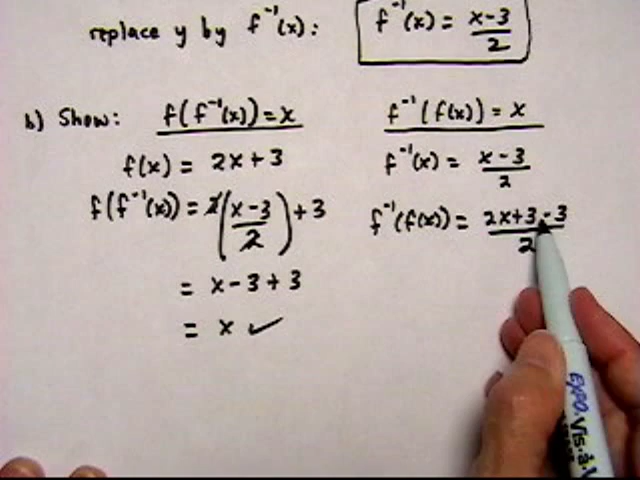 replace y by f⁻¹(x): f⁻¹(x) = x-3/2
b) Show: f(f⁻¹(x)) = x f⁻¹(f(x)) = x
f(x) = 2x+3 f⁻¹(x) = x-3/2
f(f⁻¹(x)) = 2(x-3/2)+3 f⁻¹(f(x)) = 2x+3-3/2
= x-3+3
= x ✓
EXPO. Vis.à.V